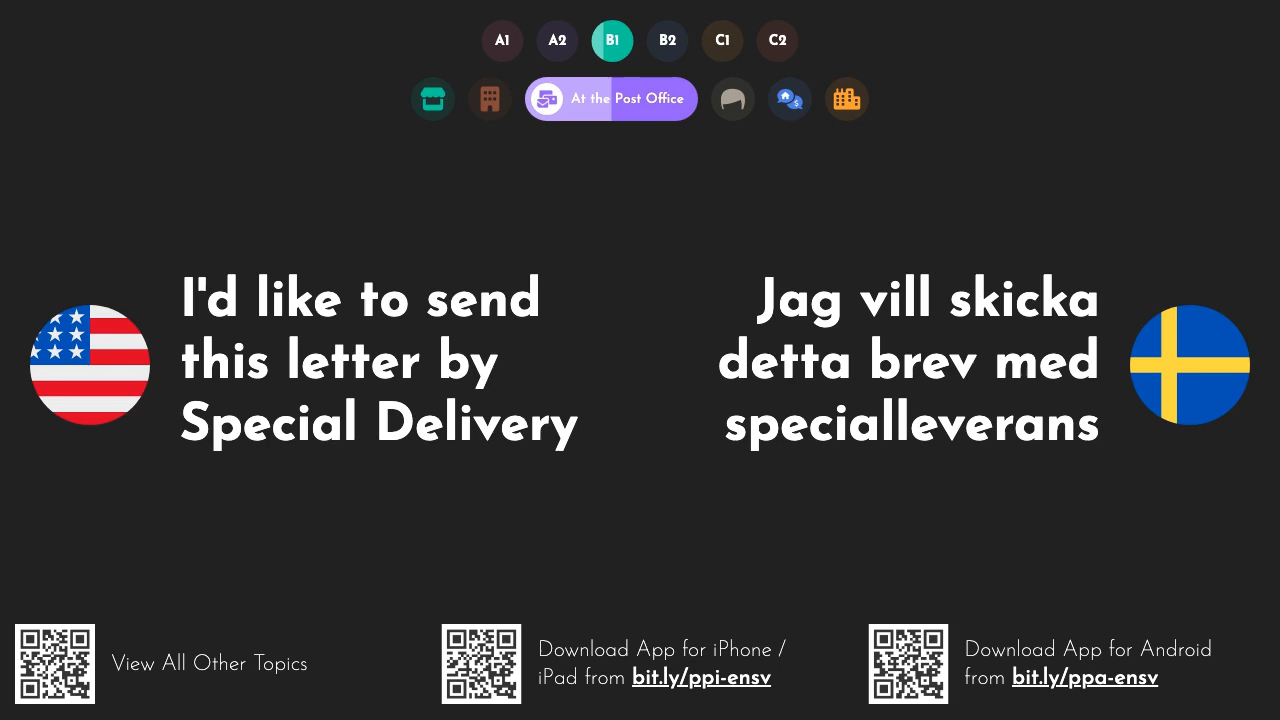 A1 A2 B1 B2 C1 C2
At the Post Office
I'd like to send
this letter by
Special Delivery
Jag vill skicka
detta brev med
specialleverans
View All Other Topics
Download App for iPhone /
iPad from bit.ly/ppi-ensv
Download App for Android
from bit.ly/ppa-ensv